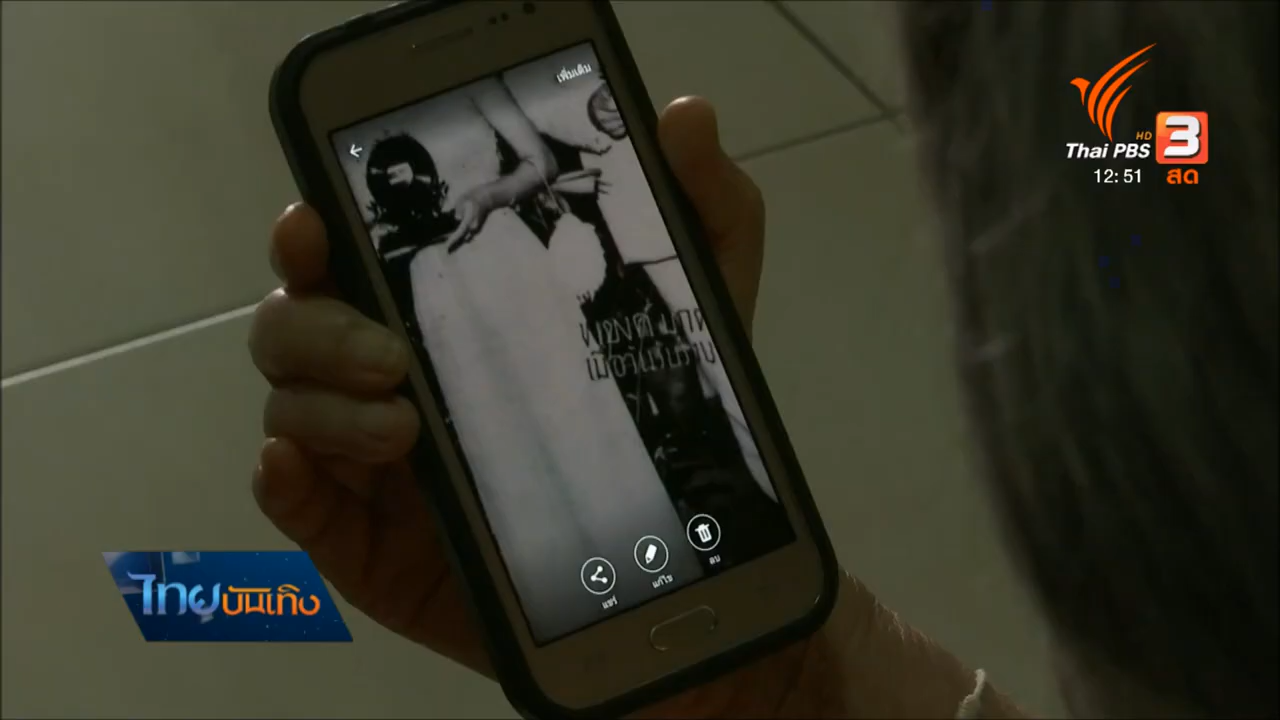 เพิ่มเติม
HD
Thai PBS 3
12:51 สด
แชร์
แก้ไข
ลบ
ไทยบันเทิง